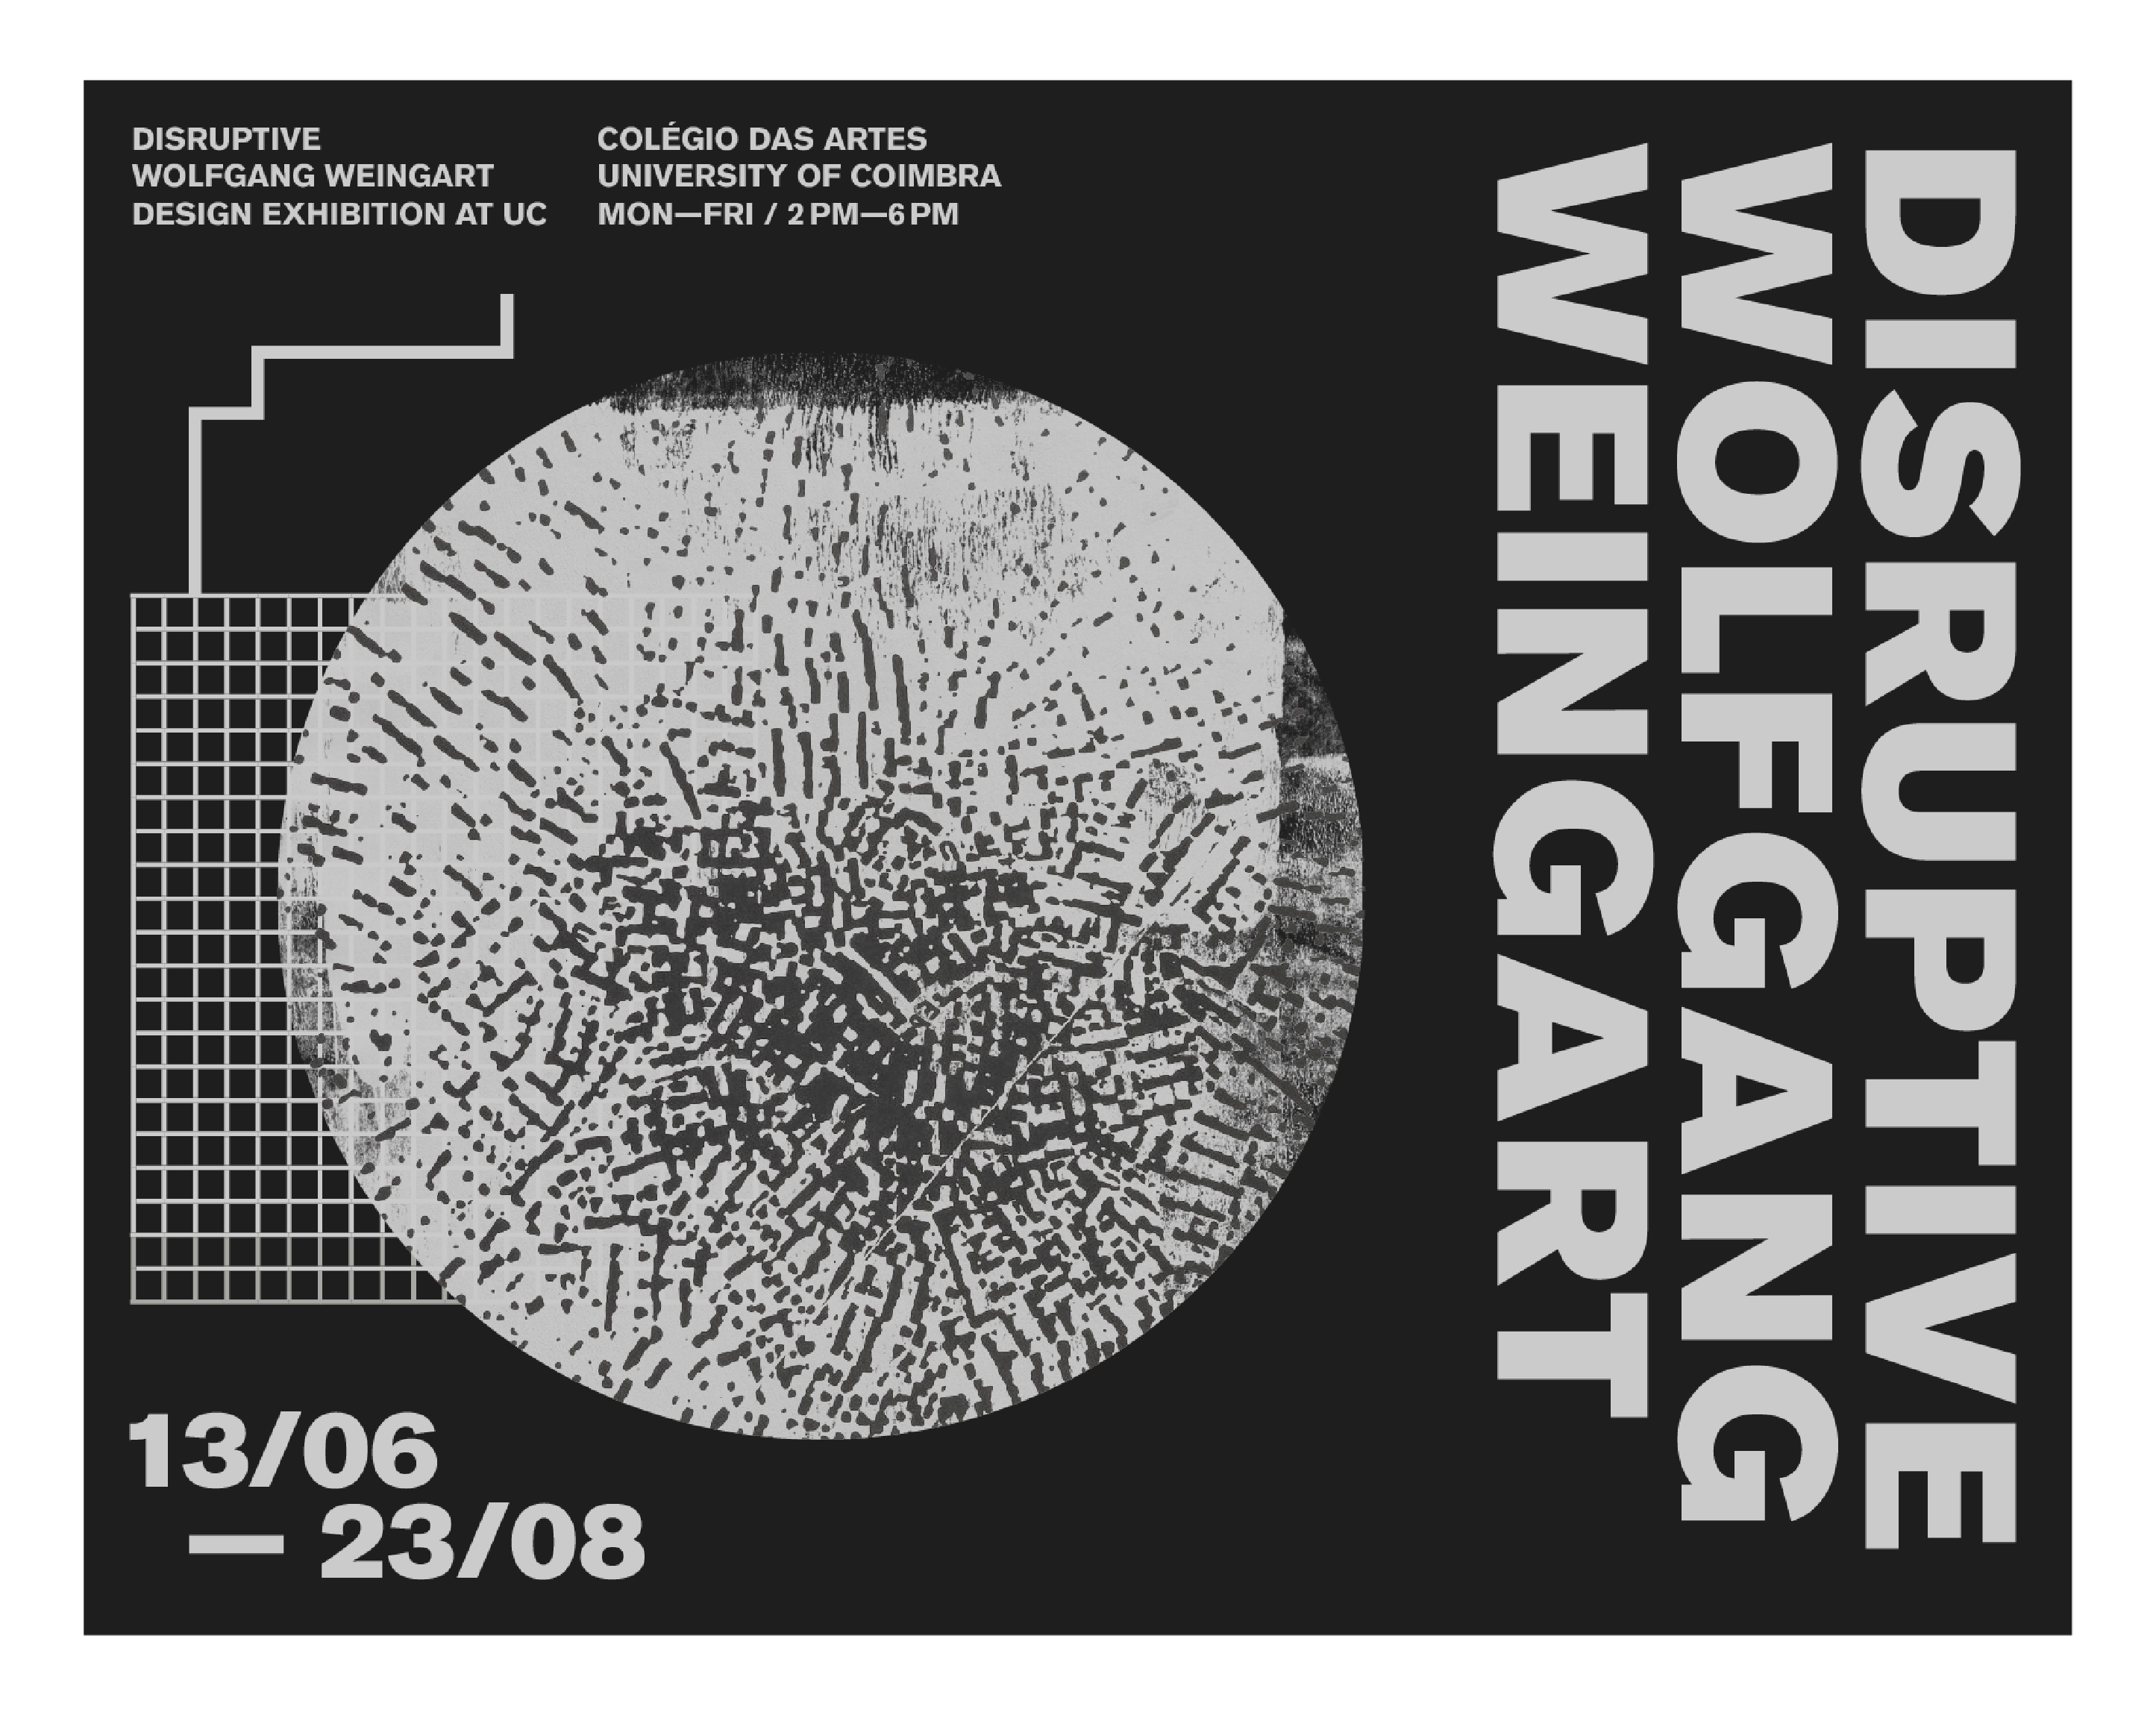 DISRUPTIVE
WOLFGANG WEINGART
DESIGN EXHIBITION AT UC
COLÉGIO DAS ARTES
UNIVERSITY OF COIMBRA
MON—FRI / 2 PM—6 PM
DISRUPTIVE
WOLFGANG
WEINGART
13/06
— 23/08